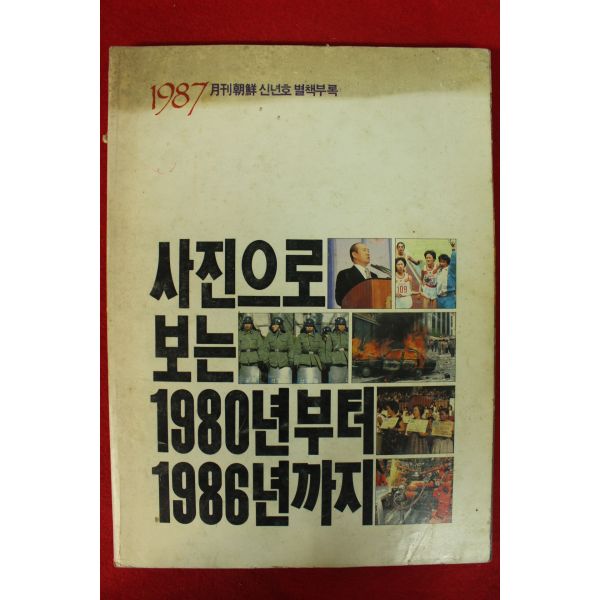 1987 月刊朝鮮 신년호 별책부록
사진으로
보는
1980년부터
1986년까지
109